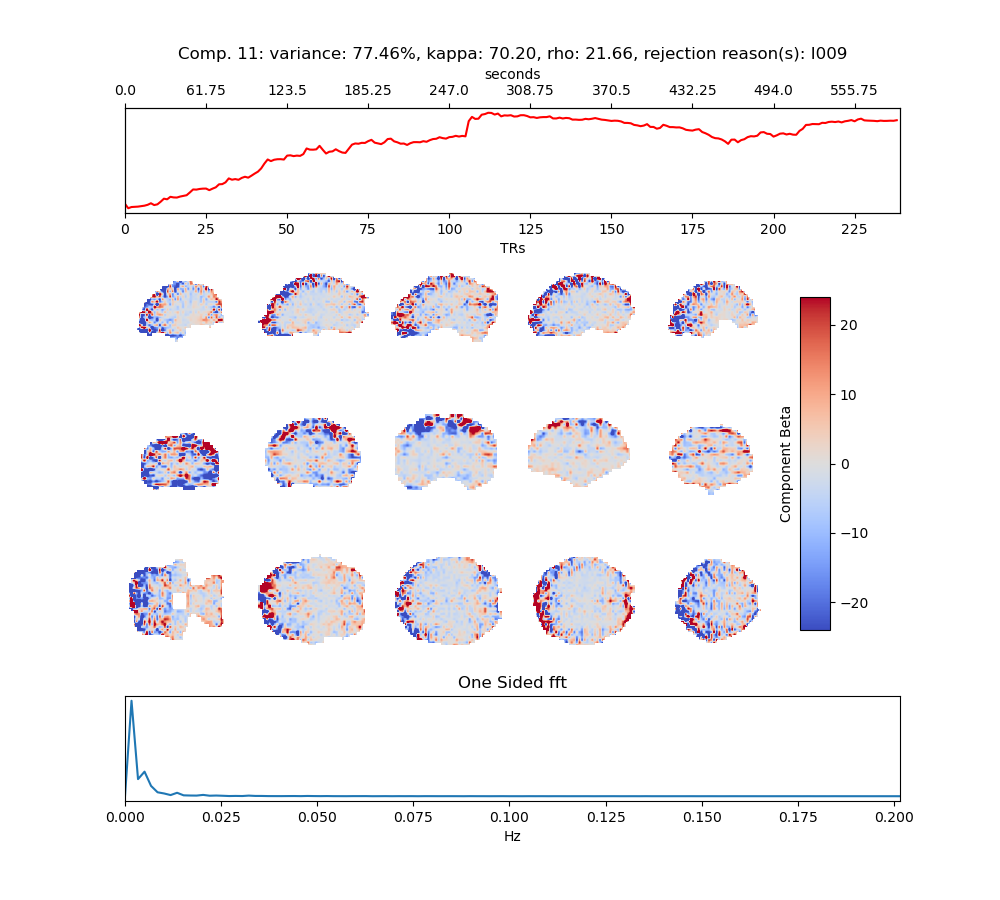 Comp. 11: variance: 77.46%, kappa: 70.20, rho: 21.66, rejection reason(s): I009
seconds
0.0 61.75 123.5 185.25 247.0 308.75 370.5 432.25 494.0 555.75
0 25 50 75 100 125 150 175 200 225
TRs
20
10
0
−10
−20
Component Beta
One Sided fft
0.000 0.025 0.050 0.075 0.100 0.125 0.150 0.175 0.200
Hz